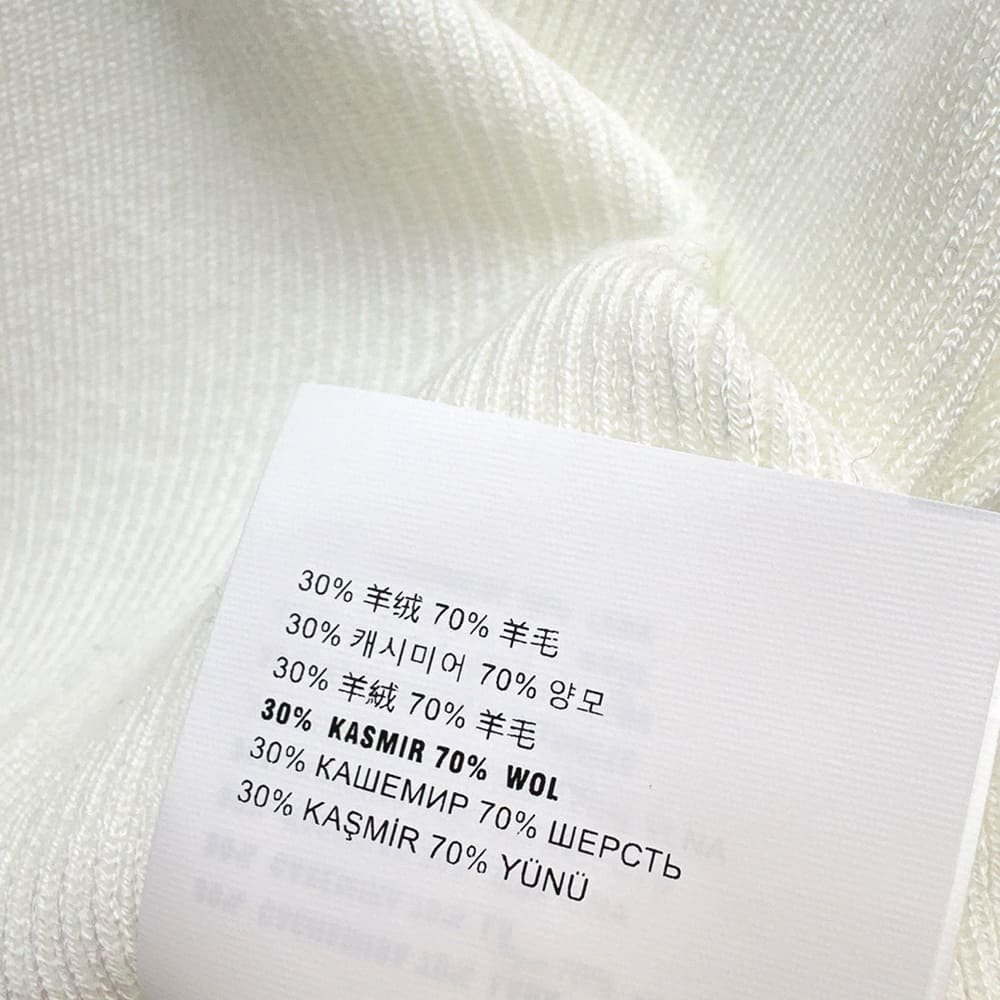 30% 羊绒 70% 羊毛
30% 캐시미어 70% 양모
30% 羊絨 70% 羊毛
30% KASMIR 70% WOL
30% КАШЕМИР 70% ШЕРСТЬ
30% KAŞMİR 70% YÜNÜ